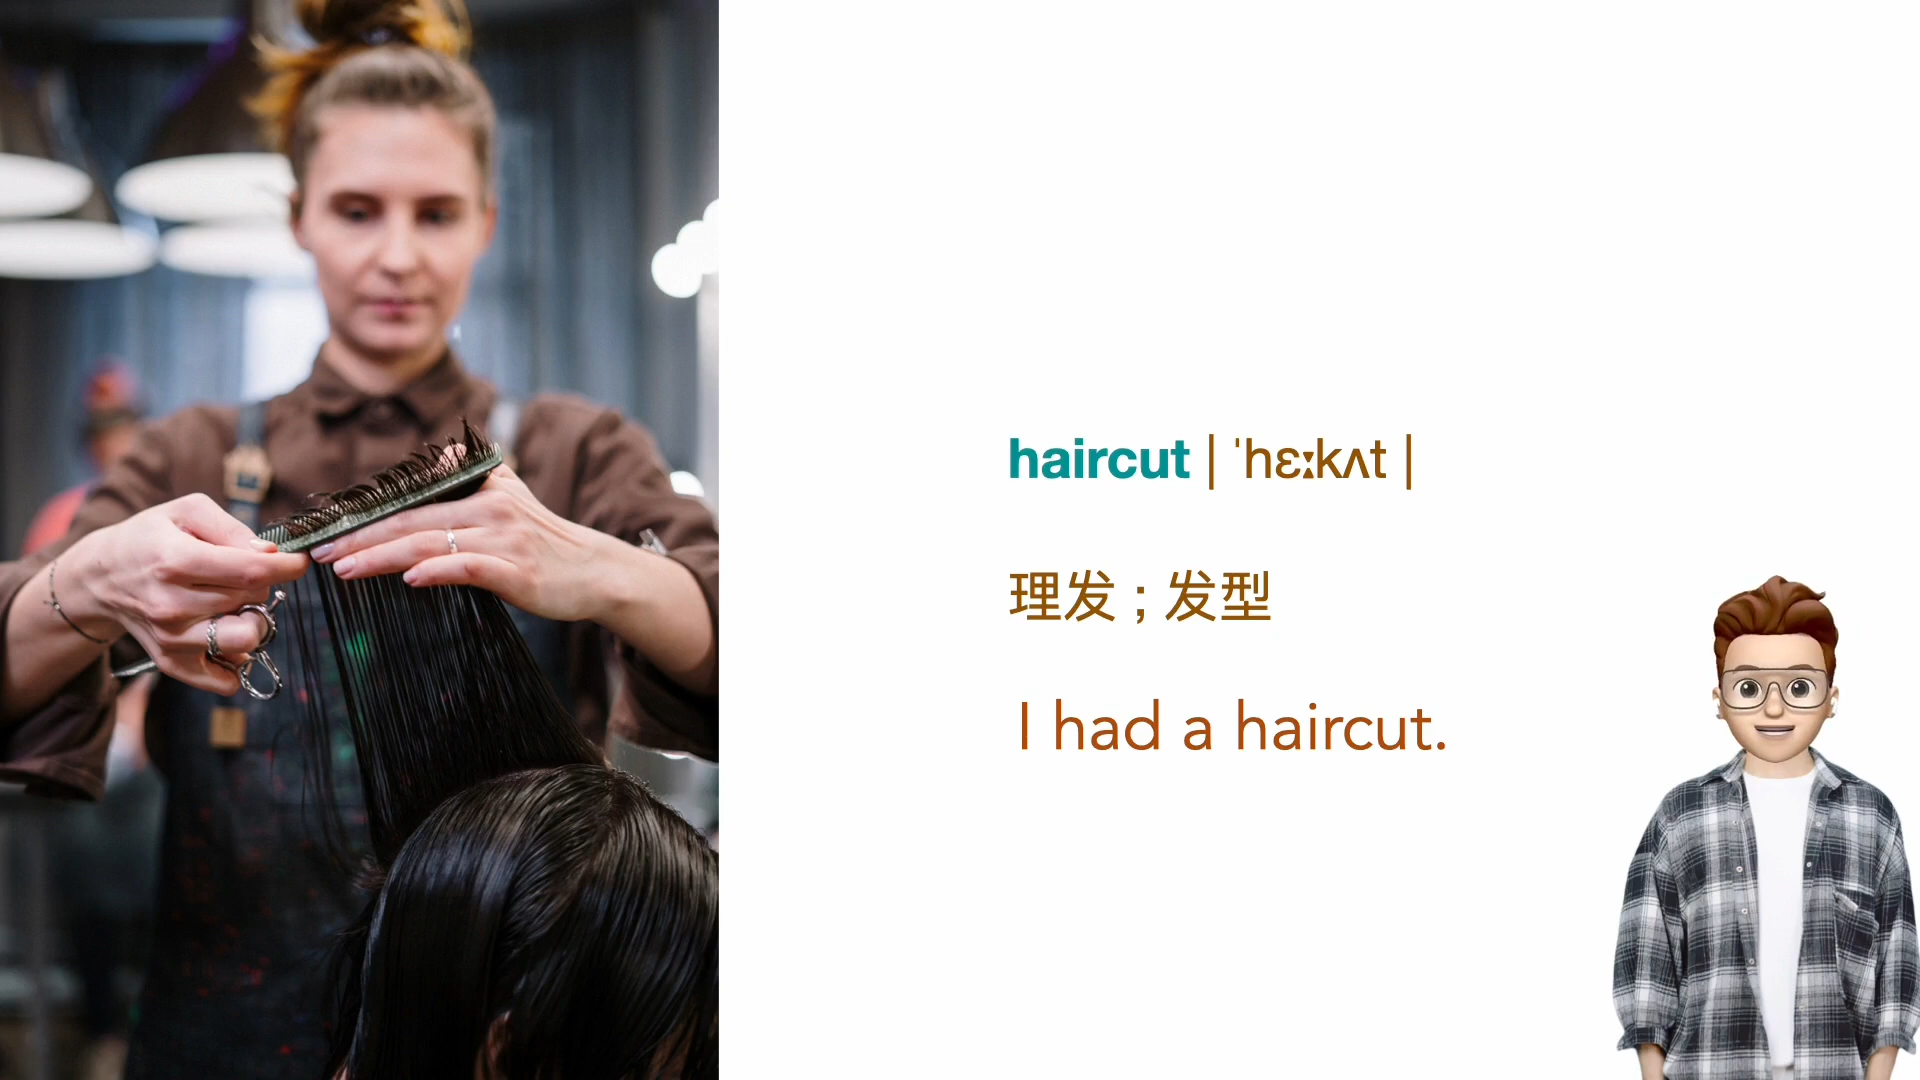 haircut | ˈhɛːkʌt |
理发；发型
I had a haircut.